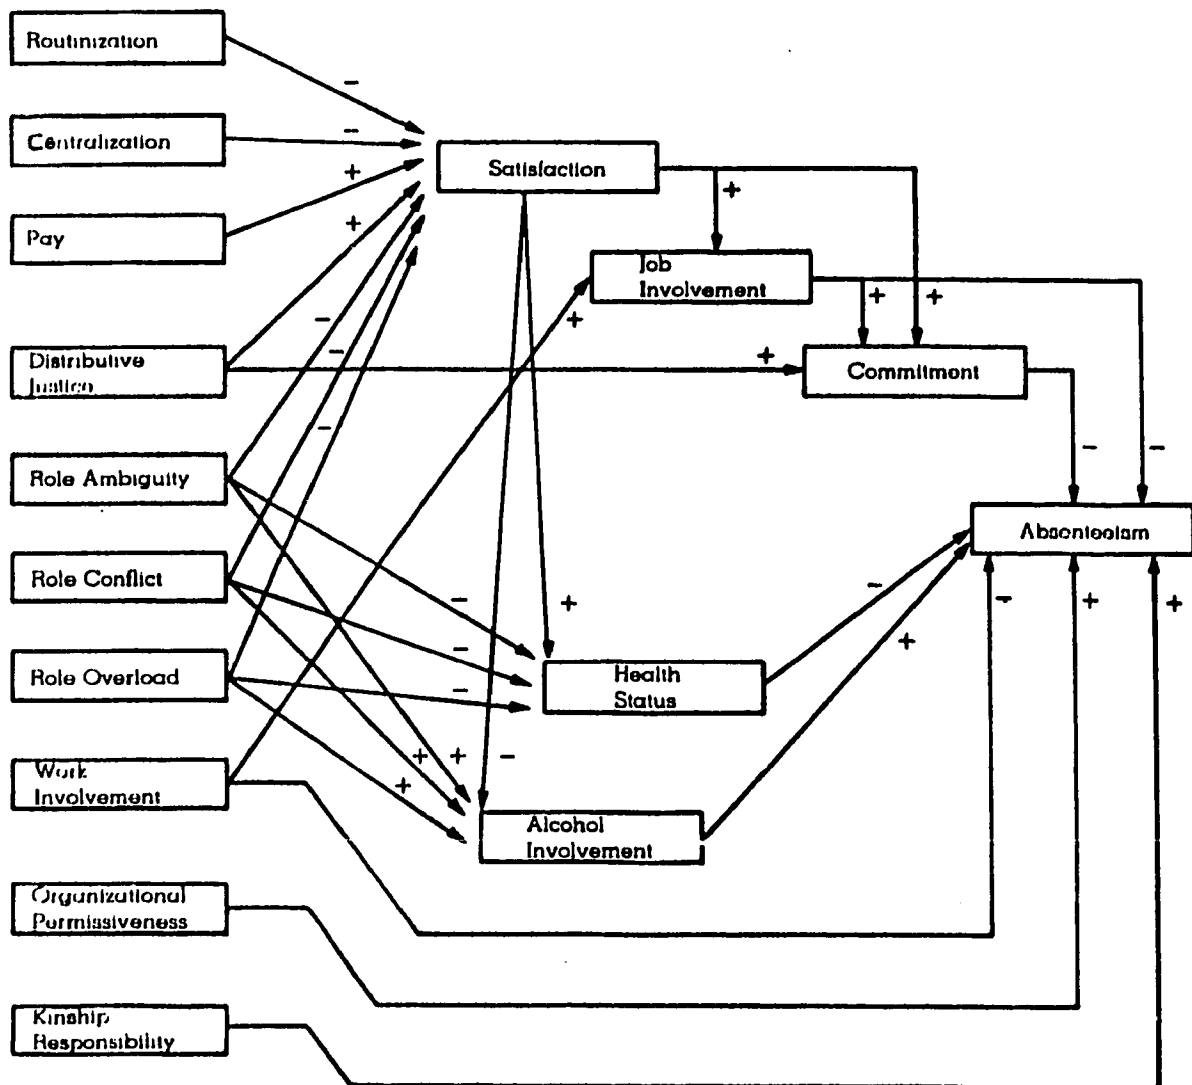 Routinization
Centralization
Pay
Distributive
Justice
Role Ambiguity
Role Conflict
Role Overload
Work
Involvement
Organizational
Permissiveness
Kinship
Responsibility
Satisfaction
Job
Involvement
Commitment
Absenteeism
Health
Status
Alcohol
Involvement
−
−
+
+
−
−
−
+
+
+
+
+
−
−
−
−
−
+
+
+
+
−
−
+
−
+
+